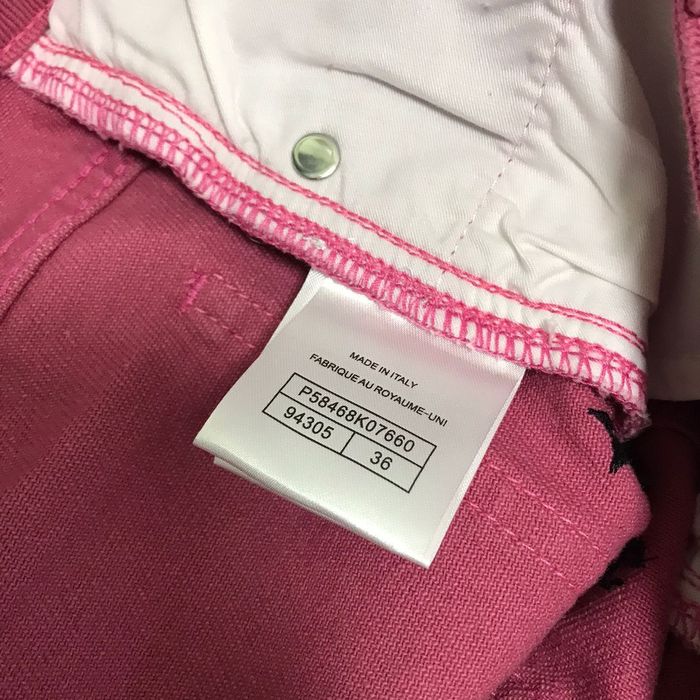 MADE IN ITALY
FABRIQUE AU ROYAUME-UNI
P58468K07660
94305 36